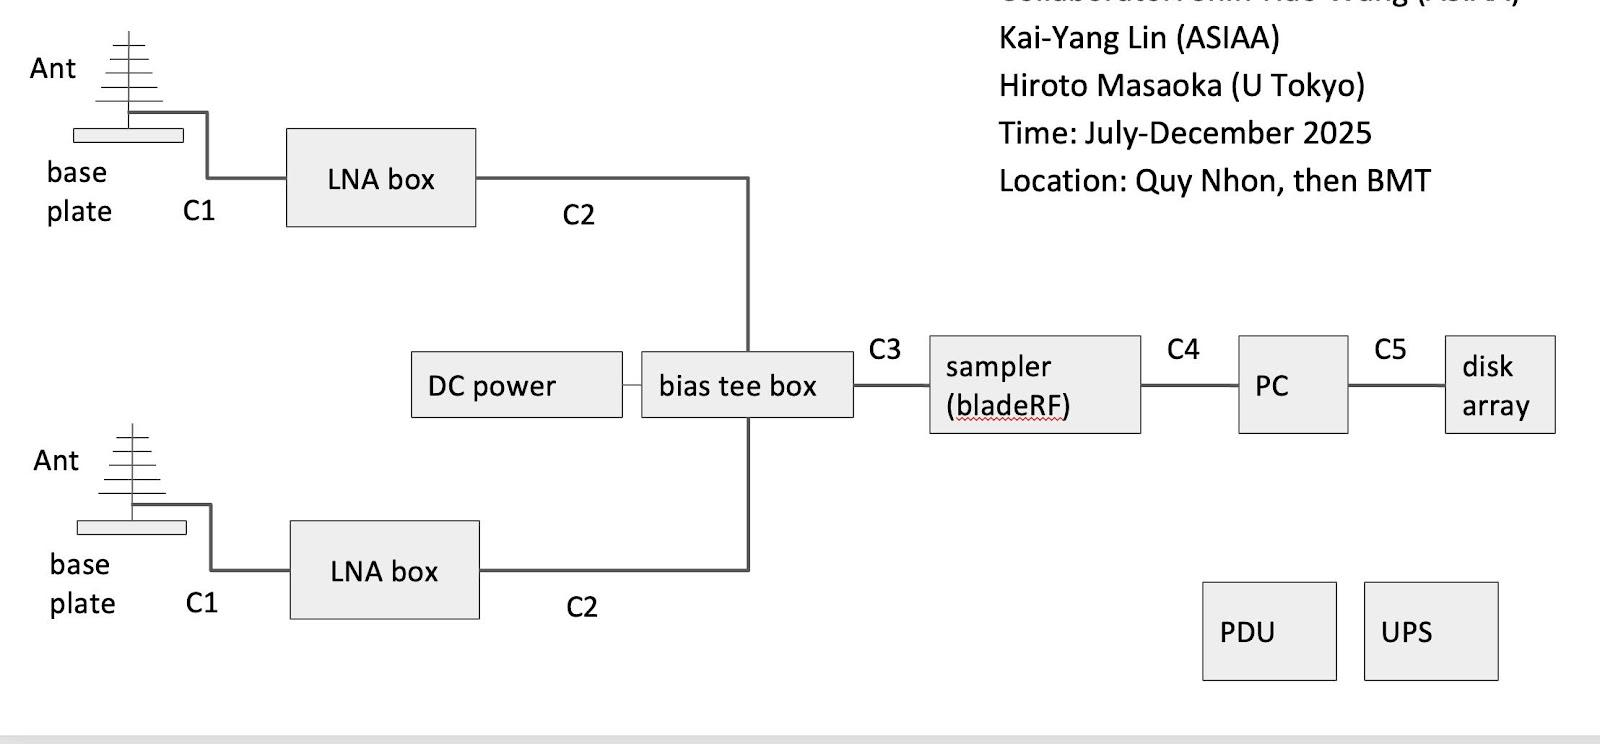 Kai-Yang Lin (ASIAA)
Hiroto Masaoka (U Tokyo)
Time: July-December 2025
Location: Quy Nhon, then BMT
Ant
base
plate
C1
LNA box
C2
DC power
bias tee box
C3
sampler
(bladeRF)
C4
PC
C5
disk
array
Ant
base
plate
C1
LNA box
C2
PDU
UPS